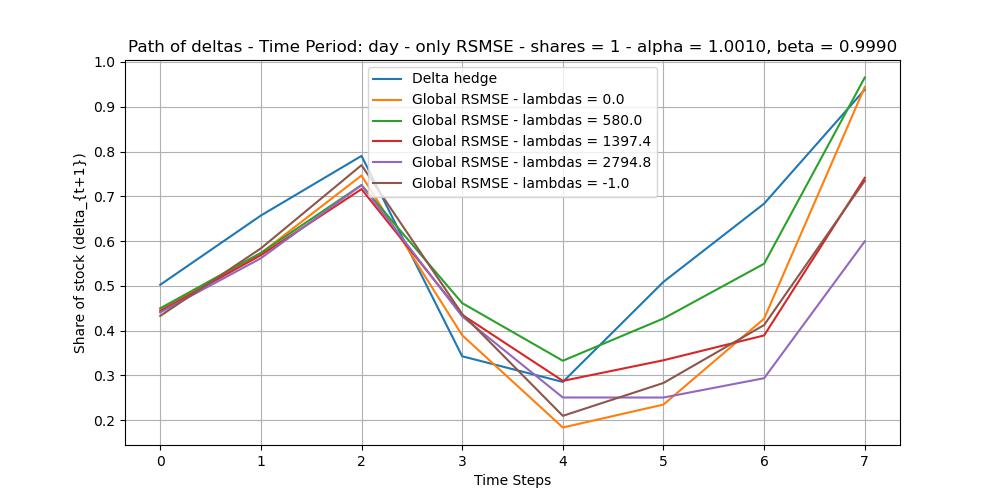 Path of deltas - Time Period: day - only RSMSE - shares = 1 - alpha = 1.0010, beta = 0.9990
Share of stock (delta_{t+1})
1.0
0.9
0.8
0.7
0.6
0.5
0.4
0.3
0.2
Delta hedge
Global RSMSE - lambdas = 0.0
Global RSMSE - lambdas = 580.0
Global RSMSE - lambdas = 1397.4
Global RSMSE - lambdas = 2794.8
Global RSMSE - lambdas = -1.0
0 1 2 3 4 5 6 7
Time Steps